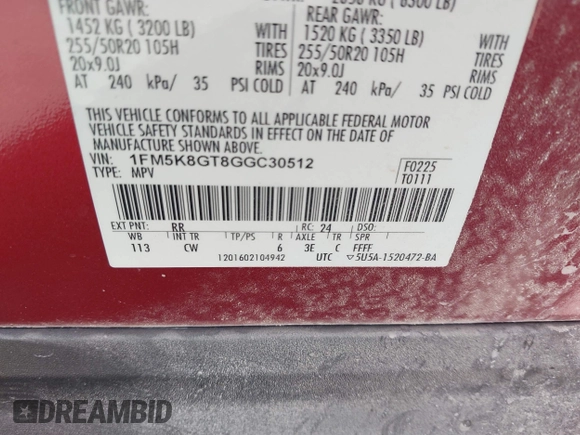 FRONT GAWR:
1452 KG ( 3200 LB) WITH
255/50R20 105H TIRES
20x9.0J RIMS
AT 240 kPa/ 35 PSI COLD
REAR GAWR:
1520 KG ( 3350 LB) WITH
255/50R20 105H TIRES
20x9.0J RIMS
AT 240 kPa/ 35 PSI COLD
THIS VEHICLE CONFORMS TO ALL APPLICABLE FEDERAL MOTOR
VEHICLE SAFETY STANDARDS IN EFFECT ON THE DATE OF
MANUFACTURE SHOWN ABOVE.
VIN: 1FM5K8GT8GGC30512
TYPE: MPV
F0225
T0111
EXT PNT: RR RC: 24 DSO:
WB INT TR TP/PS R AXLE TR SPR
113 CW 6 3E C FFFF
1201602104942 UTC ▽5U5A-1520472-BA
DREAMBID